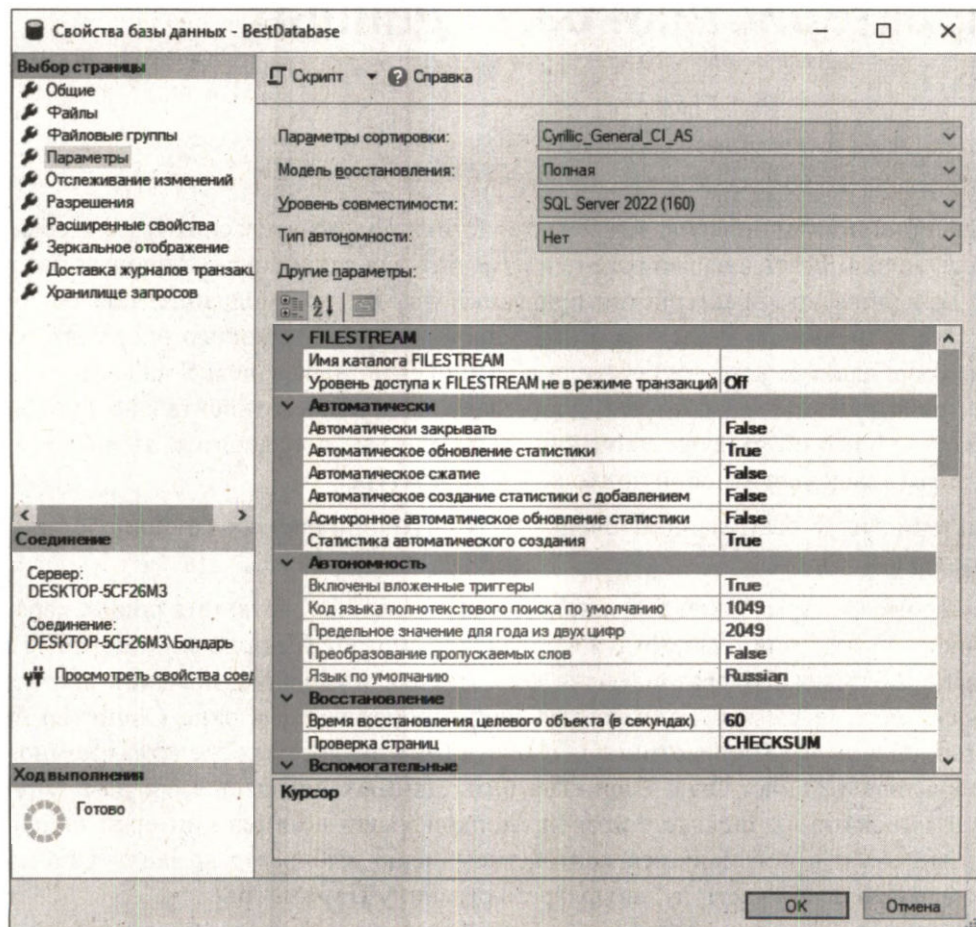 Свойства базы данных - BestDatabase
Выбор страницы
Общие
Файлы
Файловые группы
Параметры
Отслеживание изменений
Разрешения
Расширенные свойства
Зеркальное отображение
Доставка журналов транзакц
Хранилище запросов
Соединение
Сервер:
DESKTOP-5CF26M3
Соединение:
DESKTOP-5CF26M3\Бондарь
Просмотреть свойства соед
Ход выполнения
Готово
Скрипт Справка
Параметры сортировки: Cyrillic_General_CI_AS
Модель восстановления: Полная
Уровень совместимости: SQL Server 2022 (160)
Тип автономности: Нет
Другие параметры:
FILESTREAM
Имя каталога FILESTREAM
Уровень доступа к FILESTREAM не в режиме транзакций Off
Автоматически
Автоматически закрывать False
Автоматическое обновление статистики True
Автоматическое сжатие False
Автоматическое создание статистики с добавлением False
Асинхронное автоматическое обновление статистики False
Статистика автоматического создания True
Автономность
Включены вложенные триггеры True
Код языка полнотекстового поиска по умолчанию 1049
Предельное значение для года из двух цифр 2049
Преобразование пропускаемых слов False
Язык по умолчанию Russian
Восстановление
Время восстановления целевого объекта (в секундах) 60
Проверка страниц CHECKSUM
Вспомогательные
Курсор
OK Отмена